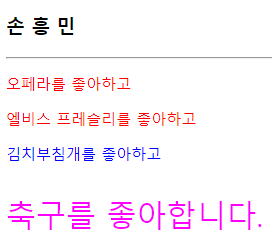 손 흥 민
오페라를 좋아하고
엘비스 프레슬리를 좋아하고
김치부침개를 좋아하고
축구를 좋아합니다.